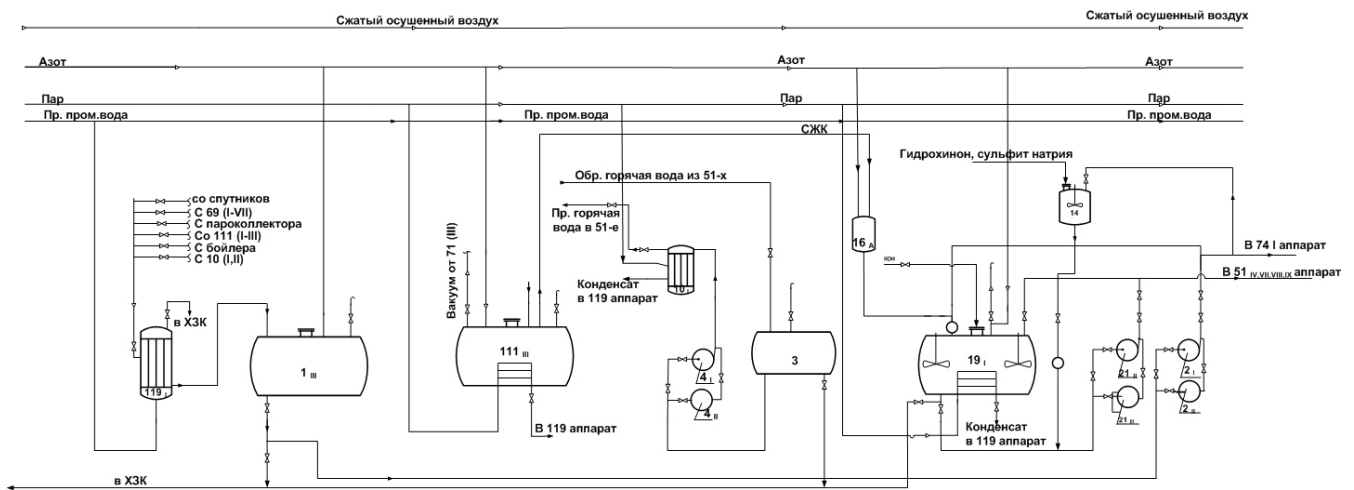 Сжатый осушенный воздух
Сжатый осушенный воздух
Азот
Азот
Азот
Пар
Пар
Пар
Пр. пром.вода
Пр. пром.вода
Пр. пром.вода
СЖК
Гидрохинон, сульфит натрия
Обр. горячая вода из 51-х
со спутников
С 69 (I-VII)
С пароколлектора
Со 111 (I-III)
С бойлера
С 10 (I,II)
Пр. горячая
вода в 51-е
14
16 А
Вакуум от 71 (III)
В 74 I аппарат
кон
В 51 IV,VII,VIII,IX аппарат
10 I
Конденсат
в 119 аппарат
в ХЗК
111 III
3
19 I
1 III
119 I
4 I
4 II
21 II
2 I
21 II
2 II
В 119 аппарат
Конденсат
в 119 аппарат
в ХЗК